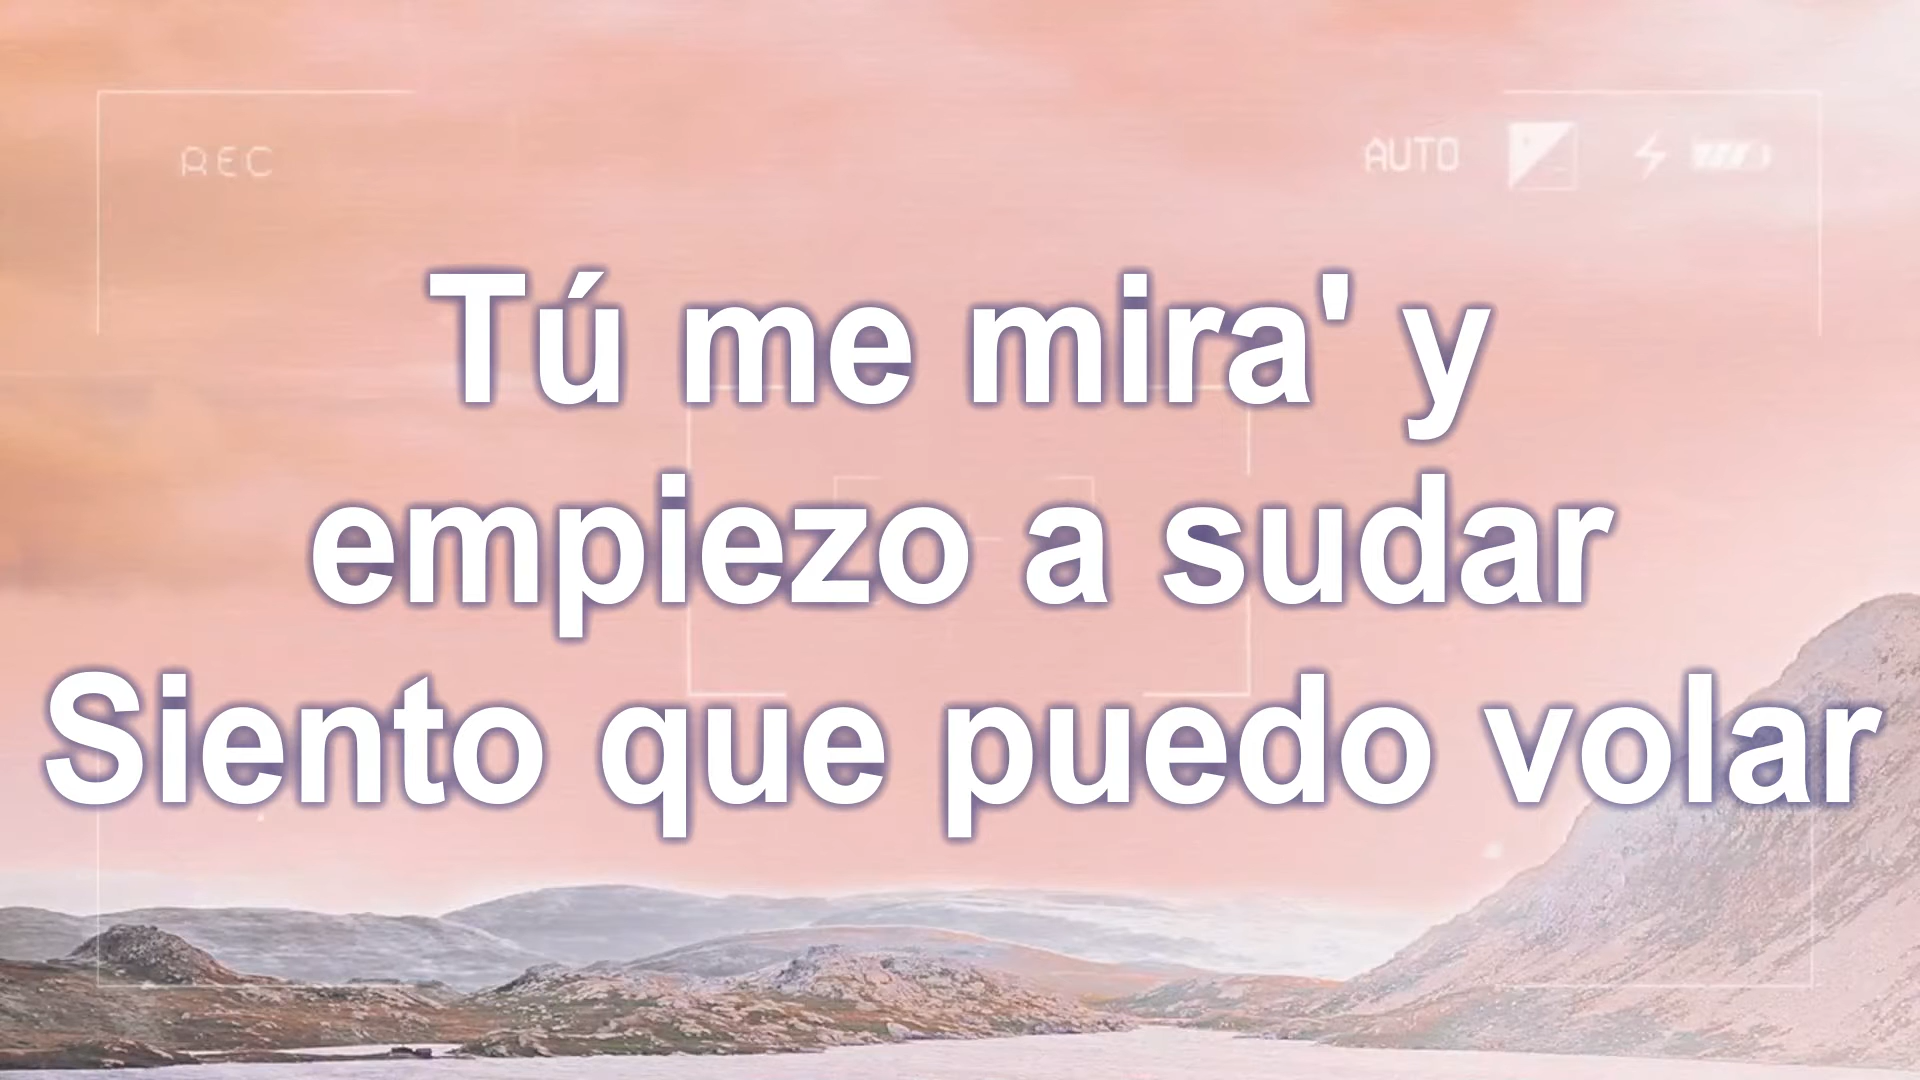 REC
AUTO
Tú me mira' y
empiezo a sudar
Siento que puedo volar